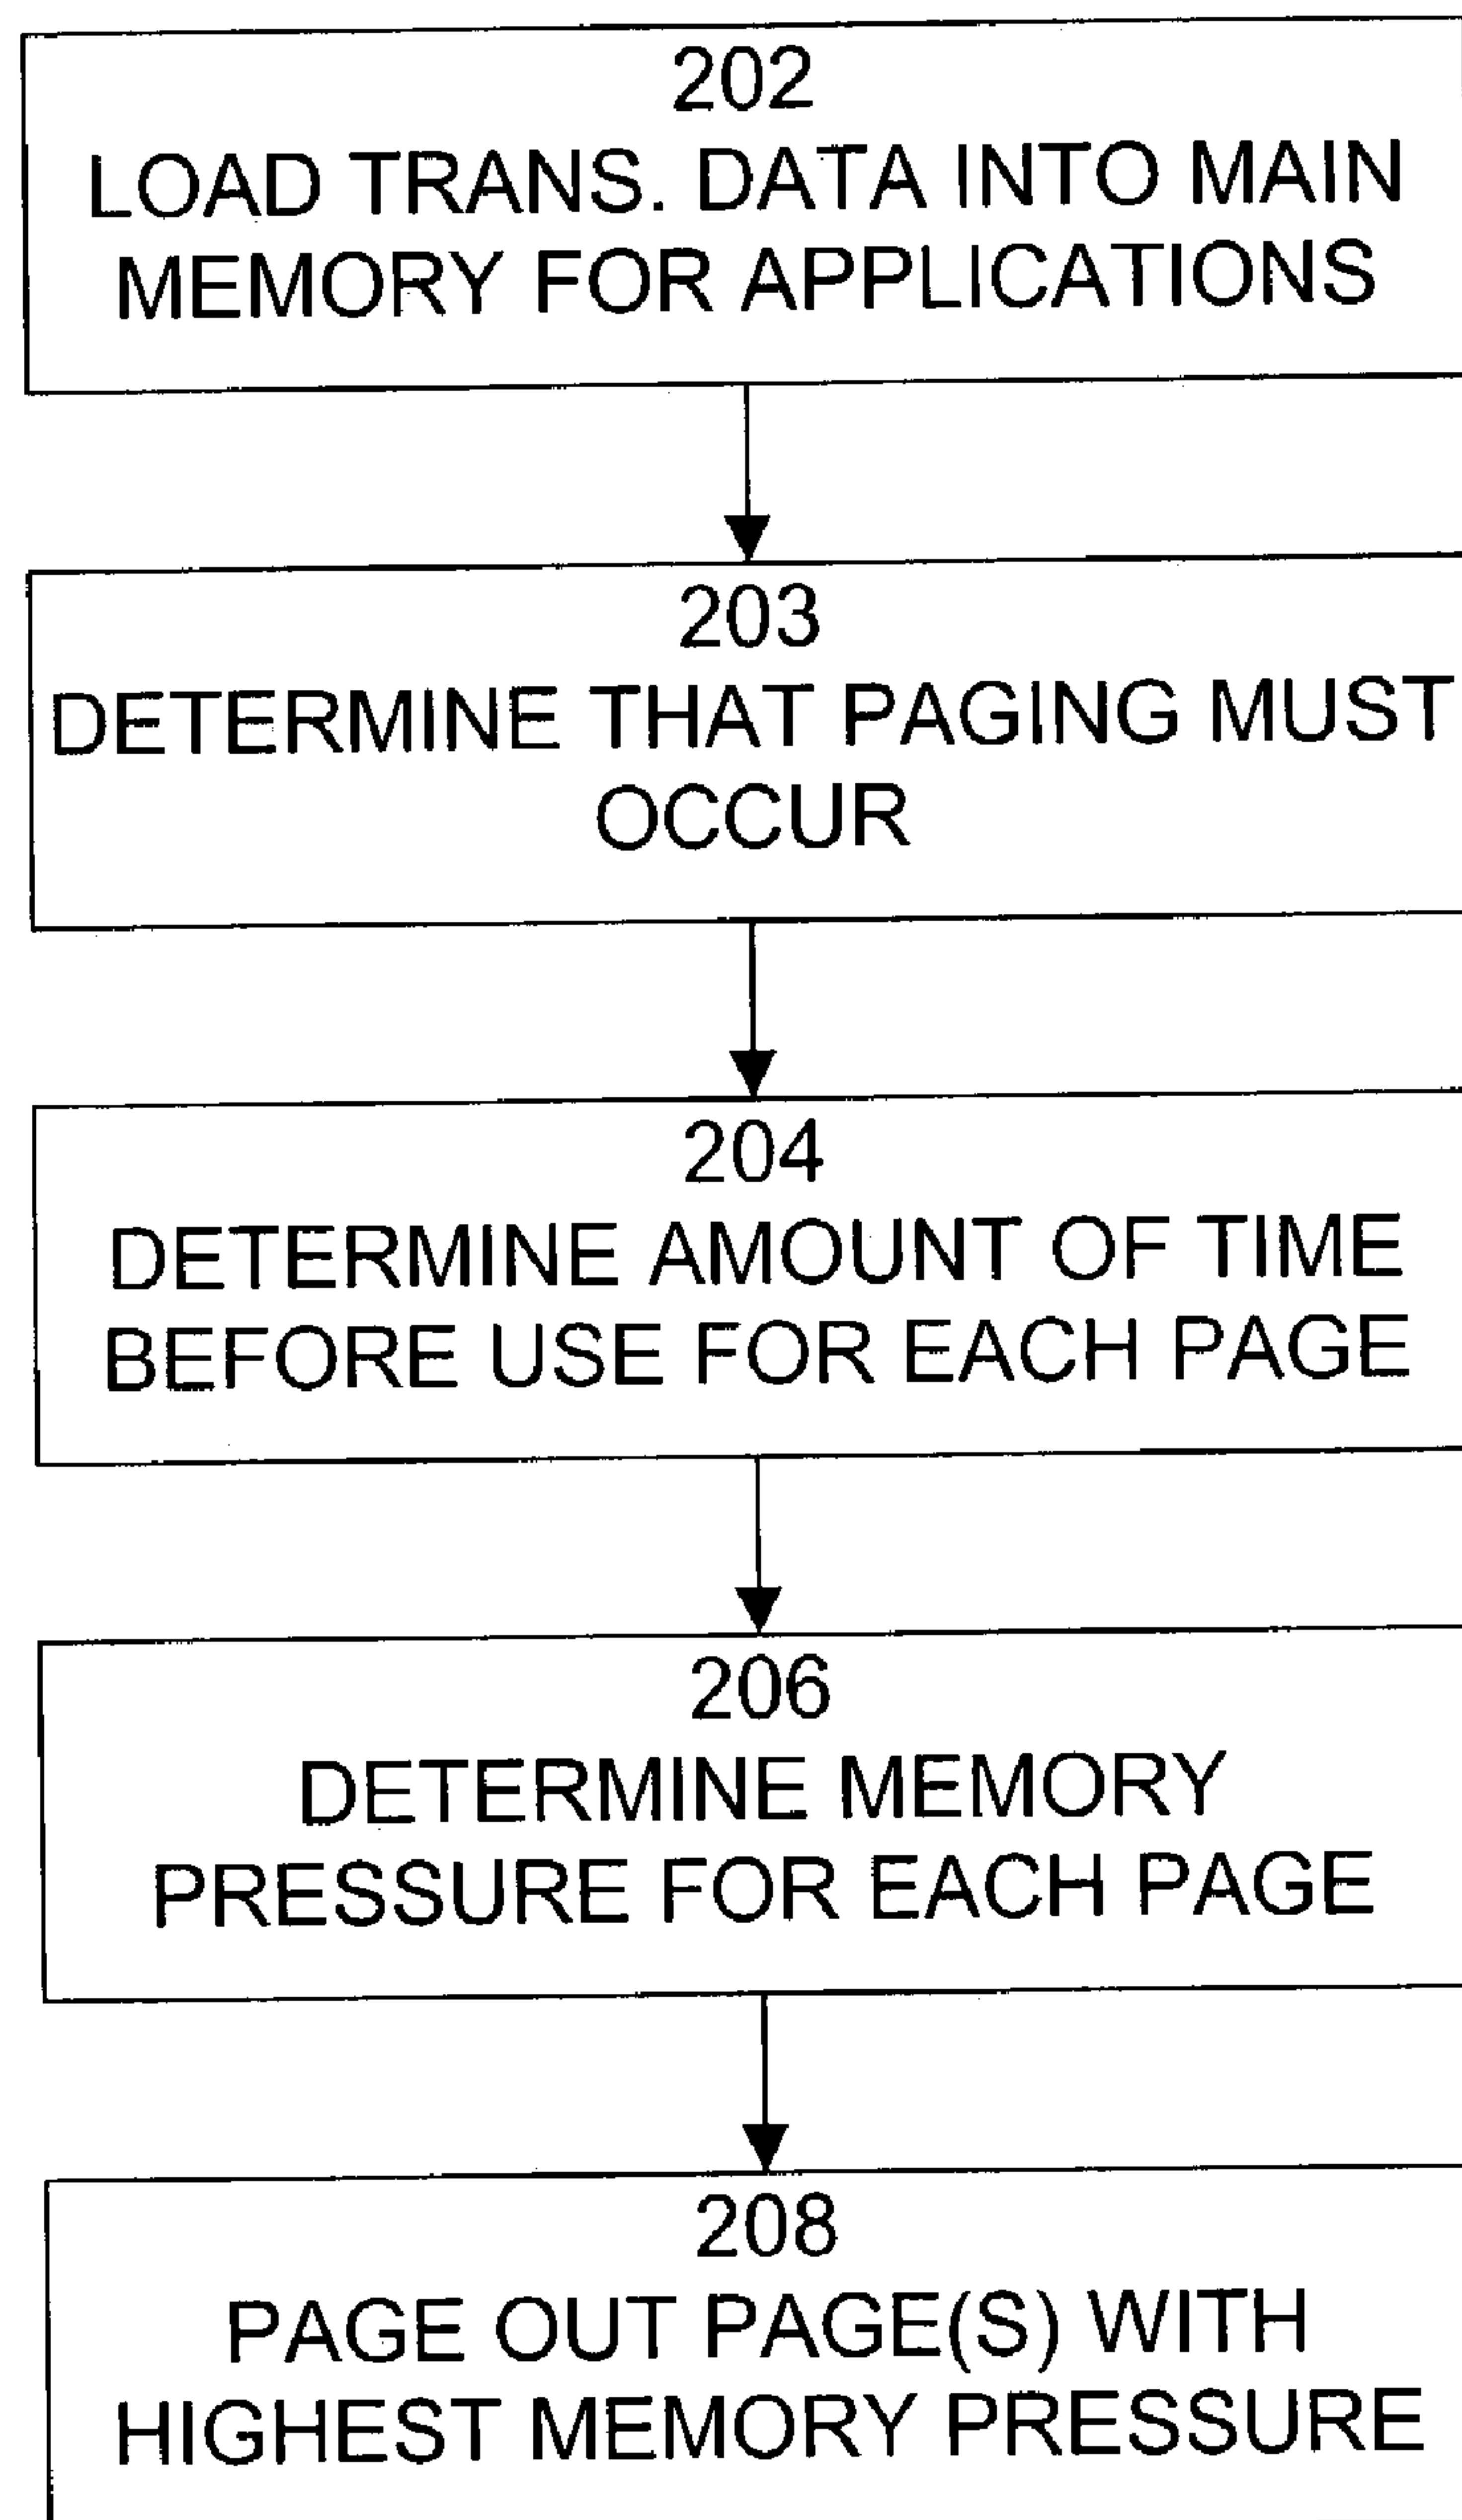 202
LOAD TRANS. DATA INTO MAIN
MEMORY FOR APPLICATIONS
203
DETERMINE THAT PAGING MUST
OCCUR
204
DETERMINE AMOUNT OF TIME
BEFORE USE FOR EACH PAGE
206
DETERMINE MEMORY
PRESSURE FOR EACH PAGE
208
PAGE OUT PAGE(S) WITH
HIGHEST MEMORY PRESSURE